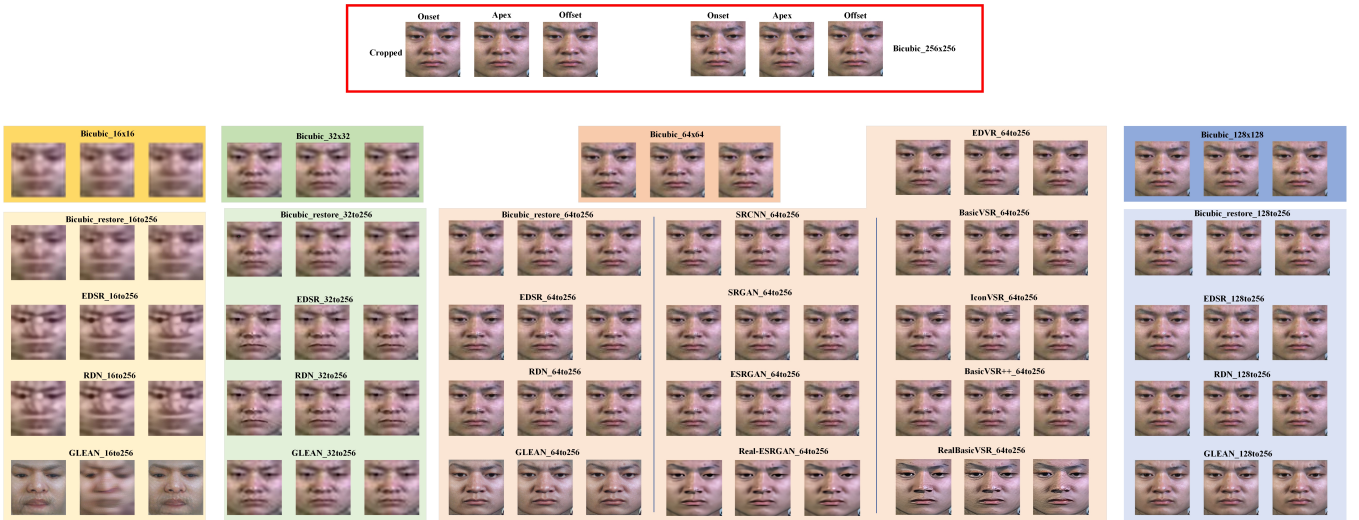 Onset Apex Offset Onset Apex Offset
Cropped Bicubic_256x256
Bicubic_16x16 Bicubic_32x32 Bicubic_64x64 EDVR_64to256 Bicubic_128x128
Bicubic_restore_16to256 Bicubic_restore_32to256 Bicubic_restore_64to256 SRCNN_64to256 BasicVSR_64to256 Bicubic_restore_128to256
EDSR_16to256 EDSR_32to256 EDSR_64to256 SRGAN_64to256 IconVSR_64to256 EDSR_128to256
RDN_16to256 RDN_32to256 RDN_64to256 ESRGAN_64to256 BasicVSR++_64to256 RDN_128to256
GLEAN_16to256 GLEAN_32to256 GLEAN_64to256 Real-ESRGAN_64to256 RealBasicVSR_64to256 GLEAN_128to256